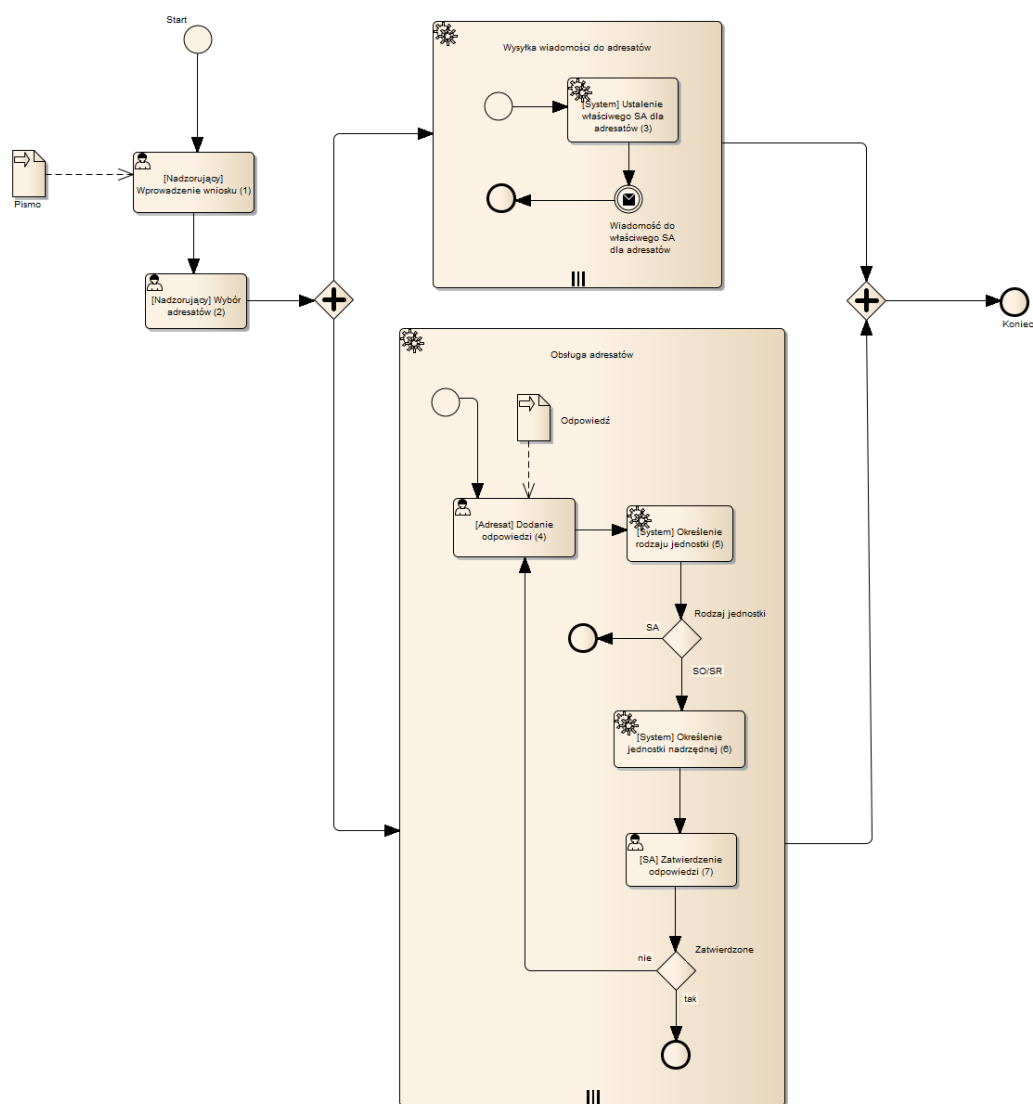 Start
Pismo
[Nadzorujący]
Wprowadzenie wniosku (1)
[Nadzorujący] Wybór
adresatów (2)
Wysyłka wiadomości do adresatów
[System] Ustalenie
właściwego SA dla
adresatów (3)
Wiadomość do
właściwego SA
dla adresatów
Koniec
Obsługa adresatów
Odpowiedź
[Adresat] Dodanie
odpowiedzi (4)
[System] Określenie
rodzaju jednostki (5)
Rodzaj jednostki
SA
SO/SR
[System] Określenie
jednostki nadrzędnej (6)
[SA] Zatwierdzenie
odpowiedzi (7)
Zatwierdzone
nie
tak